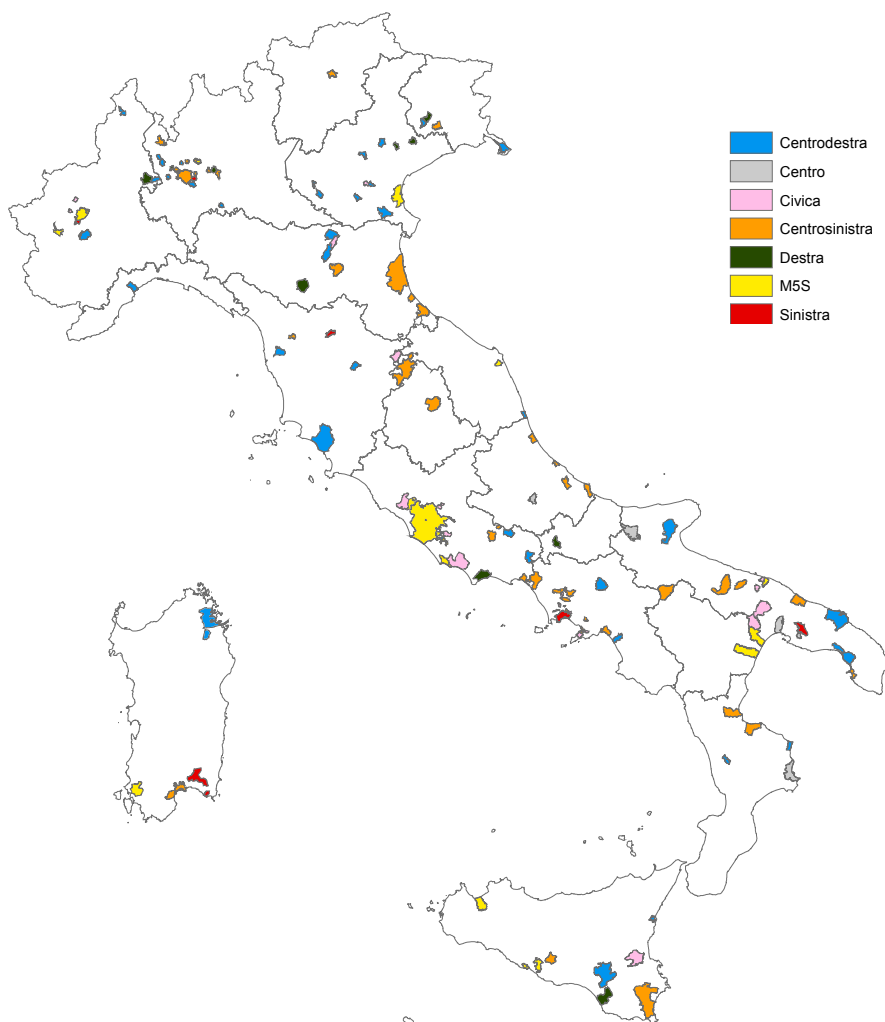 Centrodestra
Centro
Civica
Centrosinistra
Destra
M5S
Sinistra